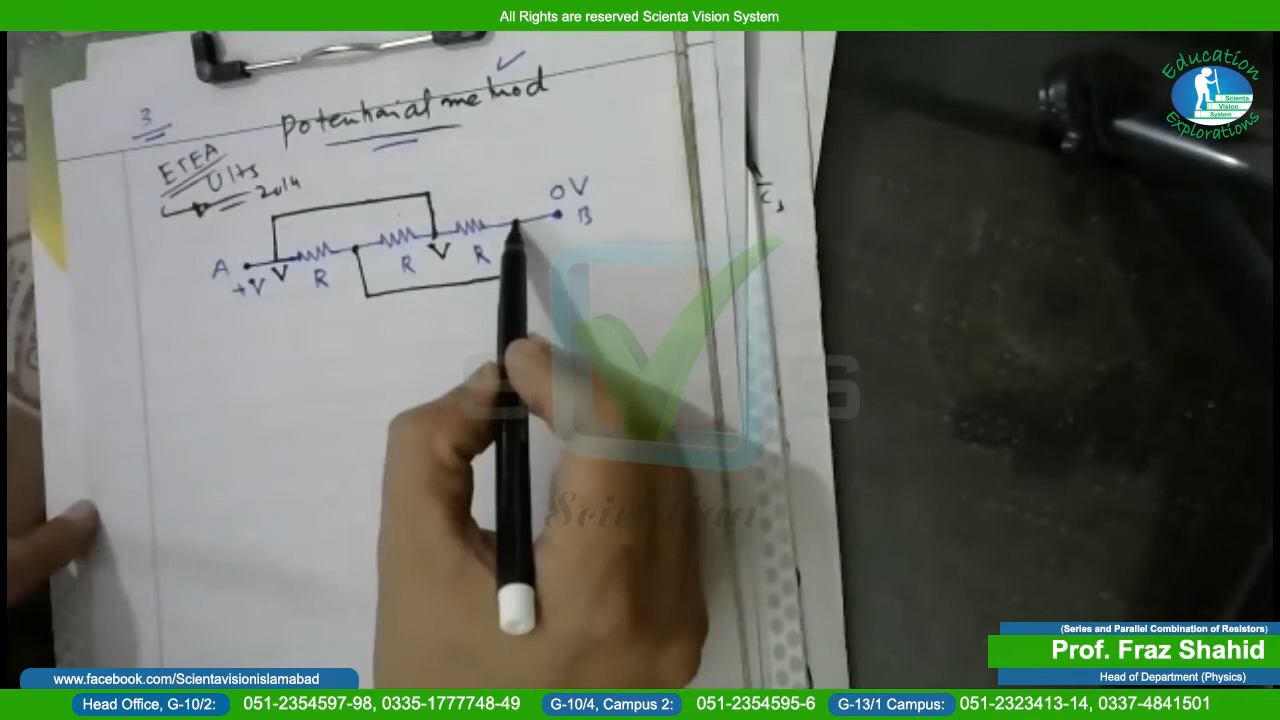 All Rights are reserved Scienta Vision System
Education
Scienta
Vision
System
Explorations
3
potential method
ETEA
2014
0 V
A
B
+V
V
R
R
V
R
(Series and Parallel Combination of Resistors)
Prof. Fraz Shahid
Head of Department (Physics)
www.facebook.com/Scientavisionislamabad
Head Office, G-10/2: 051-2354597-98, 0335-1777748-49 G-10/4, Campus 2: 051-2354595-6 G-13/1 Campus: 051-2323413-14, 0337-4841501